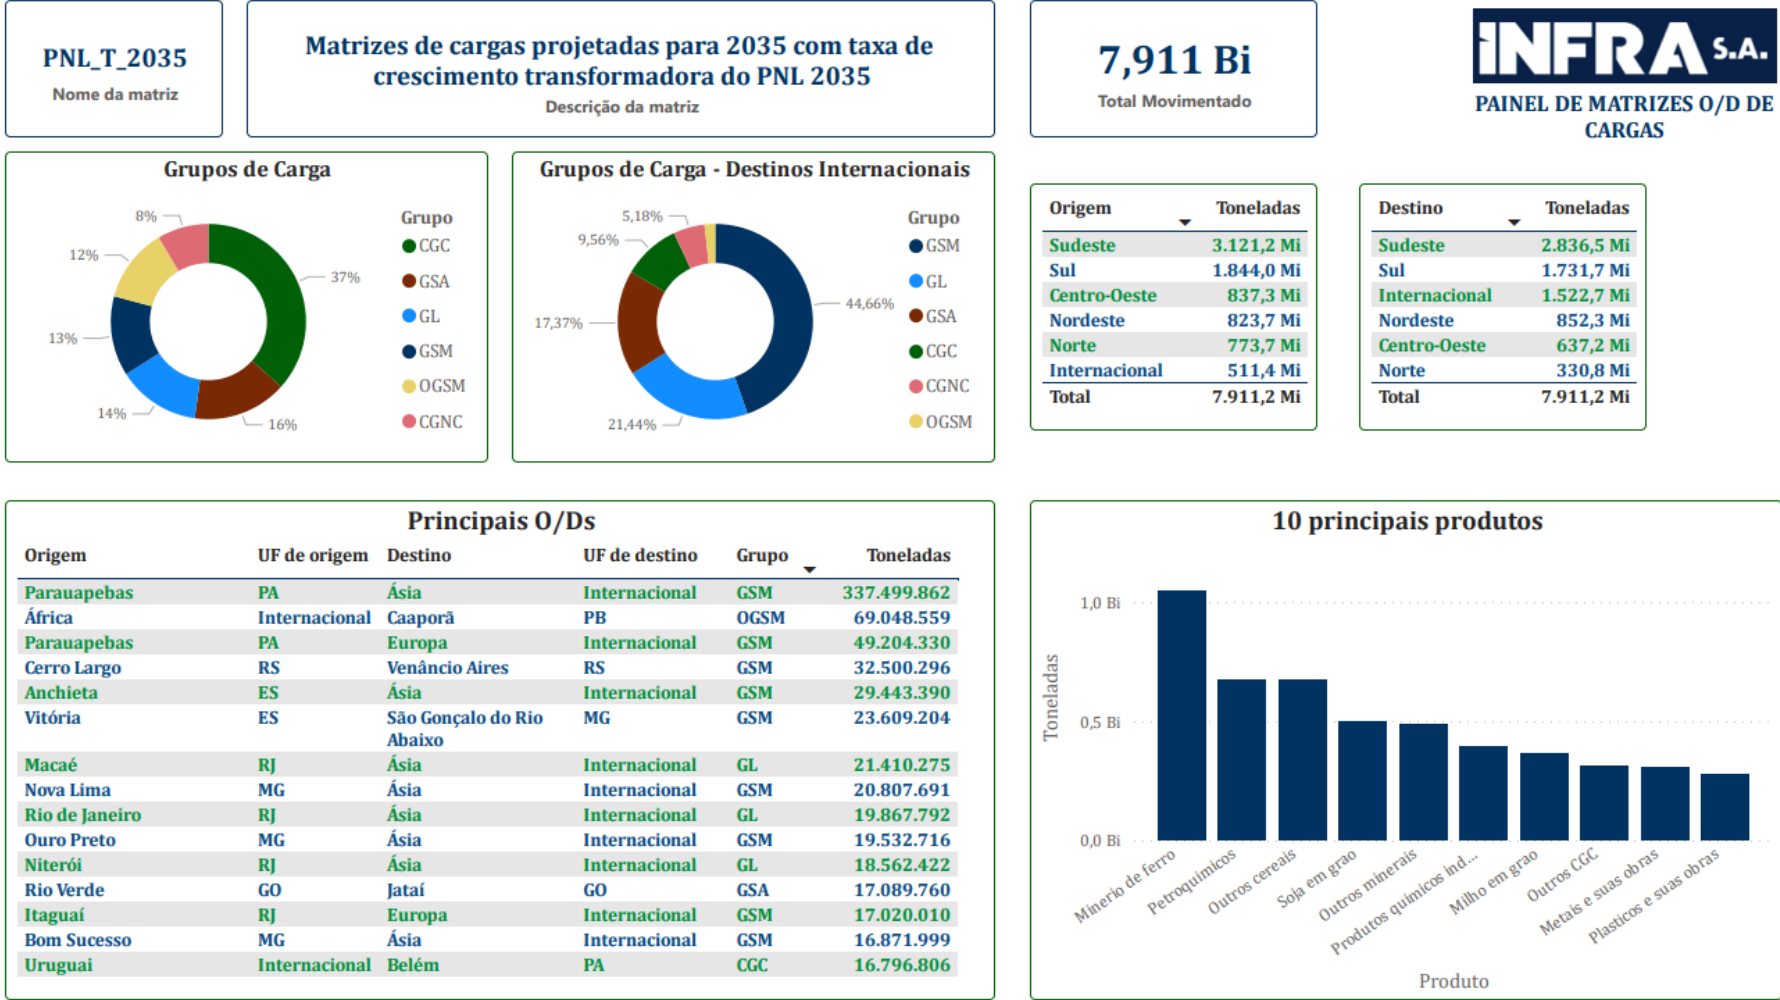 PNL_T_2035
Nome da matriz
Matrizes de cargas projetadas para 2035 com taxa de
crescimento transformadora do PNL 2035
Descrição da matriz
7,911 Bi
Total Movimentado
INFRA S.A.
PAINEL DE MATRIZES O/D DE
CARGAS
Grupos de Carga
8%
12%
13%
14%
16%
37%
Grupo
CGC
GSA
GL
GSM
OGSM
CGNC
Grupos de Carga - Destinos Internacionais
5,18%
9,56%
17,37%
21,44%
44,66%
Grupo
GSM
GL
GSA
CGC
CGNC
OGSM
Origem Toneladas
Sudeste 3.121,2 Mi
Sul 1.844,0 Mi
Centro-Oeste 837,3 Mi
Nordeste 823,7 Mi
Norte 773,7 Mi
Internacional 511,4 Mi
Total 7.911,2 Mi
Destino Toneladas
Sudeste 2.836,5 Mi
Sul 1.731,7 Mi
Internacional 1.522,7 Mi
Nordeste 852,3 Mi
Centro-Oeste 637,2 Mi
Norte 330,8 Mi
Total 7.911,2 Mi
Principais O/Ds
Origem UF de origem Destino UF de destino Grupo Toneladas
Parauapebas PA Ásia Internacional GSM 337.499.862
África Internacional Caaporã PB OGSM 69.048.559
Parauapebas PA Europa Internacional GSM 49.204.330
Cerro Largo RS Venâncio Aires RS GSM 32.500.296
Anchieta ES Ásia Internacional GSM 29.443.390
Vitória ES São Gonçalo do Rio MG GSM 23.609.204
Abaixo
Macaé RJ Ásia Internacional GL 21.410.275
Nova Lima MG Ásia Internacional GSM 20.807.691
Rio de Janeiro RJ Ásia Internacional GL 19.867.792
Ouro Preto MG Ásia Internacional GSM 19.532.716
Niterói RJ Ásia Internacional GL 18.562.422
Rio Verde GO Jataí GO GSA 17.089.760
Itaguaí RJ Europa Internacional GSM 17.020.010
Bom Sucesso MG Ásia Internacional GSM 16.871.999
Uruguai Internacional Belém PA CGC 16.796.806
10 principais produtos
Toneladas
1,0 Bi
0,5 Bi
0,0 Bi
Minerio de ferro
Petroquimicos
Outros cereais
Soja em grao
Outros minerais
Produtos quimicos ind...
Milho em grao
Outros CGC
Metais e suas obras
Plasticos e suas obras
Produto